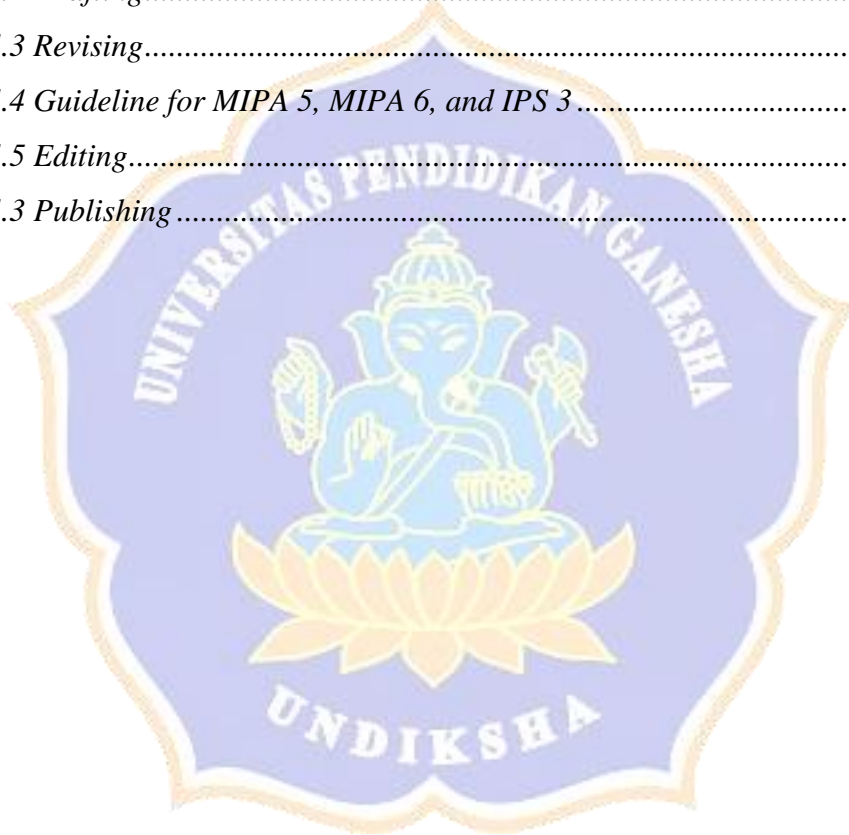 .3 Revising
.4 Guideline for MIPA 5, MIPA 6, and IPS 3
.5 Editing
.3 Publishing
UNIVERSITAS PENDIDIKAN GANESHA
UNDIKSHA